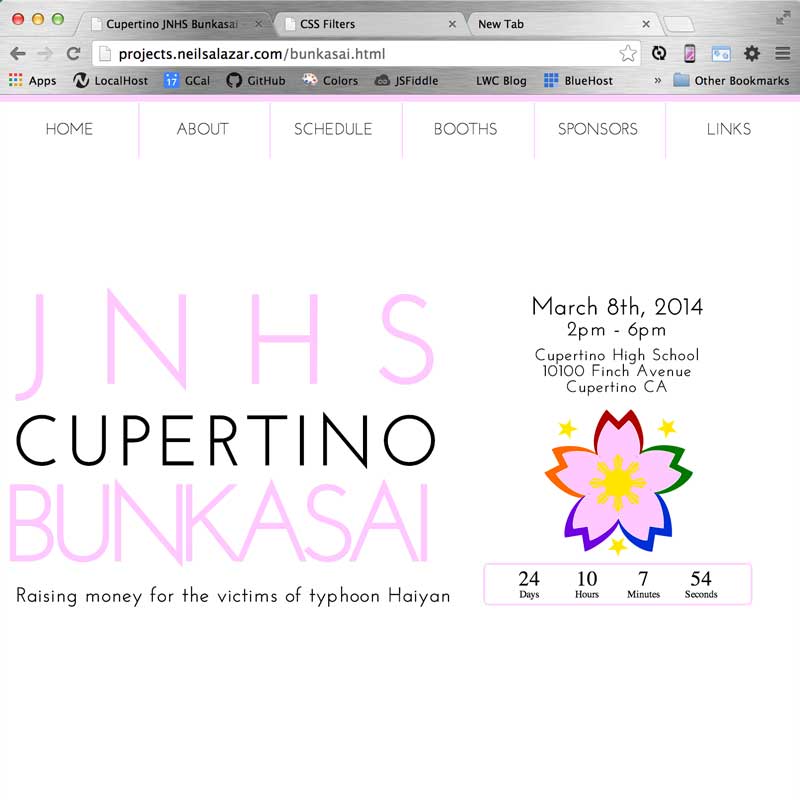 Cupertino JNHS Bunkasai
CSS Filters
New Tab
projects.neilsalazar.com/bunkasai.html
Apps
LocalHost
17
GCal
GitHub
Colors
JSFiddle
LWC Blog
BlueHost
»
Other Bookmarks
HOME
ABOUT
SCHEDULE
BOOTHS
SPONSORS
LINKS
JNHS
CUPERTINO
BUNKASAI
Raising money for the victims of typhoon Haiyan
March 8th, 2014
2pm - 6pm
Cupertino High School
10100 Finch Avenue
Cupertino CA
24 10 7 54
Days Hours Minutes Seconds